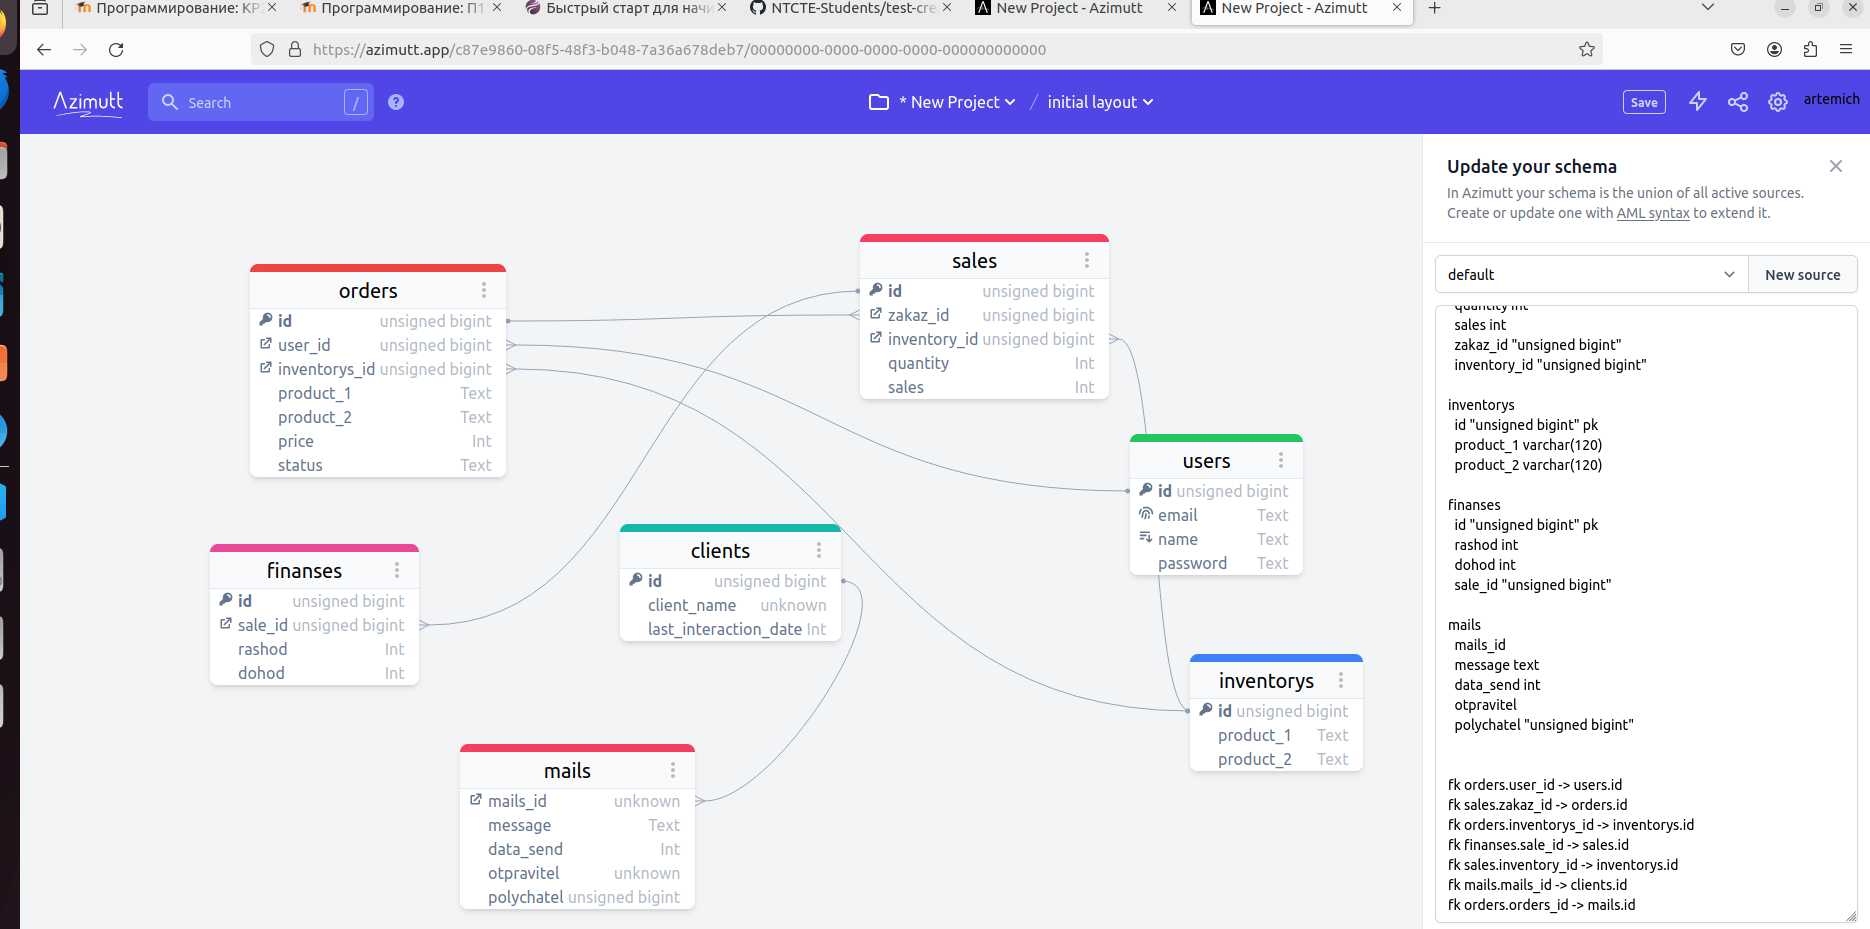 Программирование: КР
Программирование: П1
Быстрый старт для нач
NTCTE-Students/test-cre
New Project - Azimutt
New Project - Azimutt
https://azimutt.app/c87e9860-08f5-48f3-b048-7a36a678deb7/00000000-0000-0000-0000-000000000000
Azimutt
Search /
?
* New Project / initial layout
Save
artemich
orders
id unsigned bigint
user_id unsigned bigint
inventorys_id unsigned bigint
product_1 Text
product_2 Text
price Int
status Text
sales
id unsigned bigint
zakaz_id unsigned bigint
inventory_id unsigned bigint
quantity Int
sales Int
users
id unsigned bigint
email Text
name Text
password Text
finanses
id unsigned bigint
sale_id unsigned bigint
rashod Int
dohod Int
clients
id unsigned bigint
client_name unknown
last_interaction_date Int
inventorys
id unsigned bigint
product_1 Text
product_2 Text
mails
mails_id unknown
message Text
data_send Int
otpravitel unknown
polychatel unsigned bigint
Update your schema
In Azimutt your schema is the union of all active sources.
Create or update one with AML syntax to extend it.
default
New source
quantity int
sales int
zakaz_id "unsigned bigint"
inventory_id "unsigned bigint"
inventorys
id "unsigned bigint" pk
product_1 varchar(120)
product_2 varchar(120)
finanses
id "unsigned bigint" pk
rashod int
dohod int
sale_id "unsigned bigint"
mails
mails_id
message text
data_send int
otpravitel
polychatel "unsigned bigint"
fk orders.user_id -> users.id
fk sales.zakaz_id -> orders.id
fk orders.inventorys_id -> inventorys.id
fk finanses.sale_id -> sales.id
fk sales.inventory_id -> inventorys.id
fk mails.mails_id -> clients.id
fk orders.orders_id -> mails.id